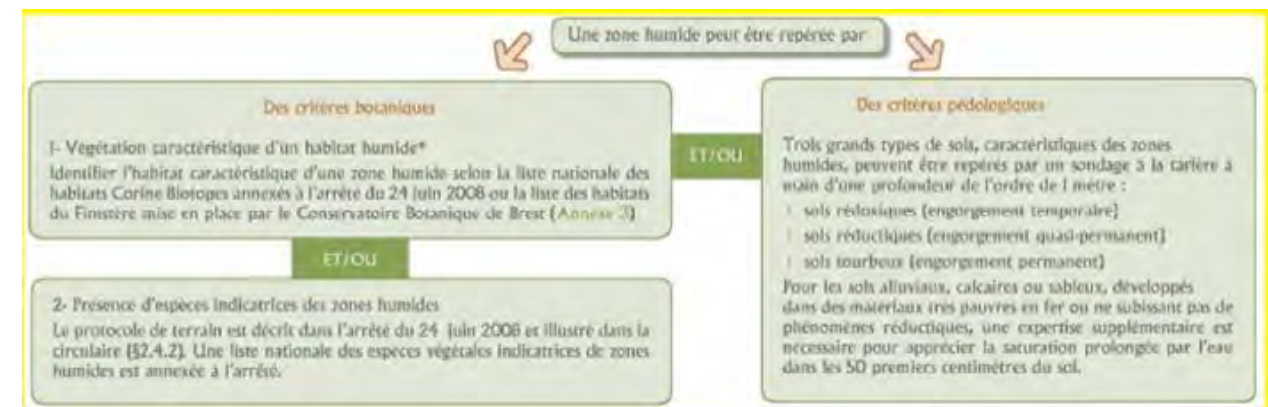 Une zone humide peut être repérée par
Des critères botaniques
1- Végétation caractéristique d'un habitat humide*
Identifier l'habitat caractéristique d'une zone humide selon la liste nationale des
habitats Corine Biotopes annexés à l'arrêté du 24 juin 2008 ou la liste des habitats
du Finistère mise en place par le Conservatoire Botanique de Brest (Annexe 3)
ET/OU
2- Présence d'espèces indicatrices des zones humides
Le protocole de terrain est décrit dans l'arrêté du 24 juin 2008 et illustré dans la
circulaire (§2.4.2). Une liste nationale des espèces végétales indicatrices de zones
humides est annexée à l'arrêté.
ET/OU
Des critères pédologiques
Trois grands types de sols, caractéristiques des zones
humides, peuvent être repérés par un sondage à la tarière à
main d'une profondeur de l'ordre de 1 mètre :
sols rédoxiques (engorgement temporaire)
sols réductiques (engorgement quasi-permanent)
sols tourbeux (engorgement permanent)
Pour les sols alluviaux, calcaires ou sableux, développés
dans des matériaux très pauvres en fer ou ne subissant pas de
phénomènes réductiques, une expertise supplémentaire est
nécessaire pour apprécier la saturation prolongée par l'eau
dans les 50 premiers centimètres du sol.